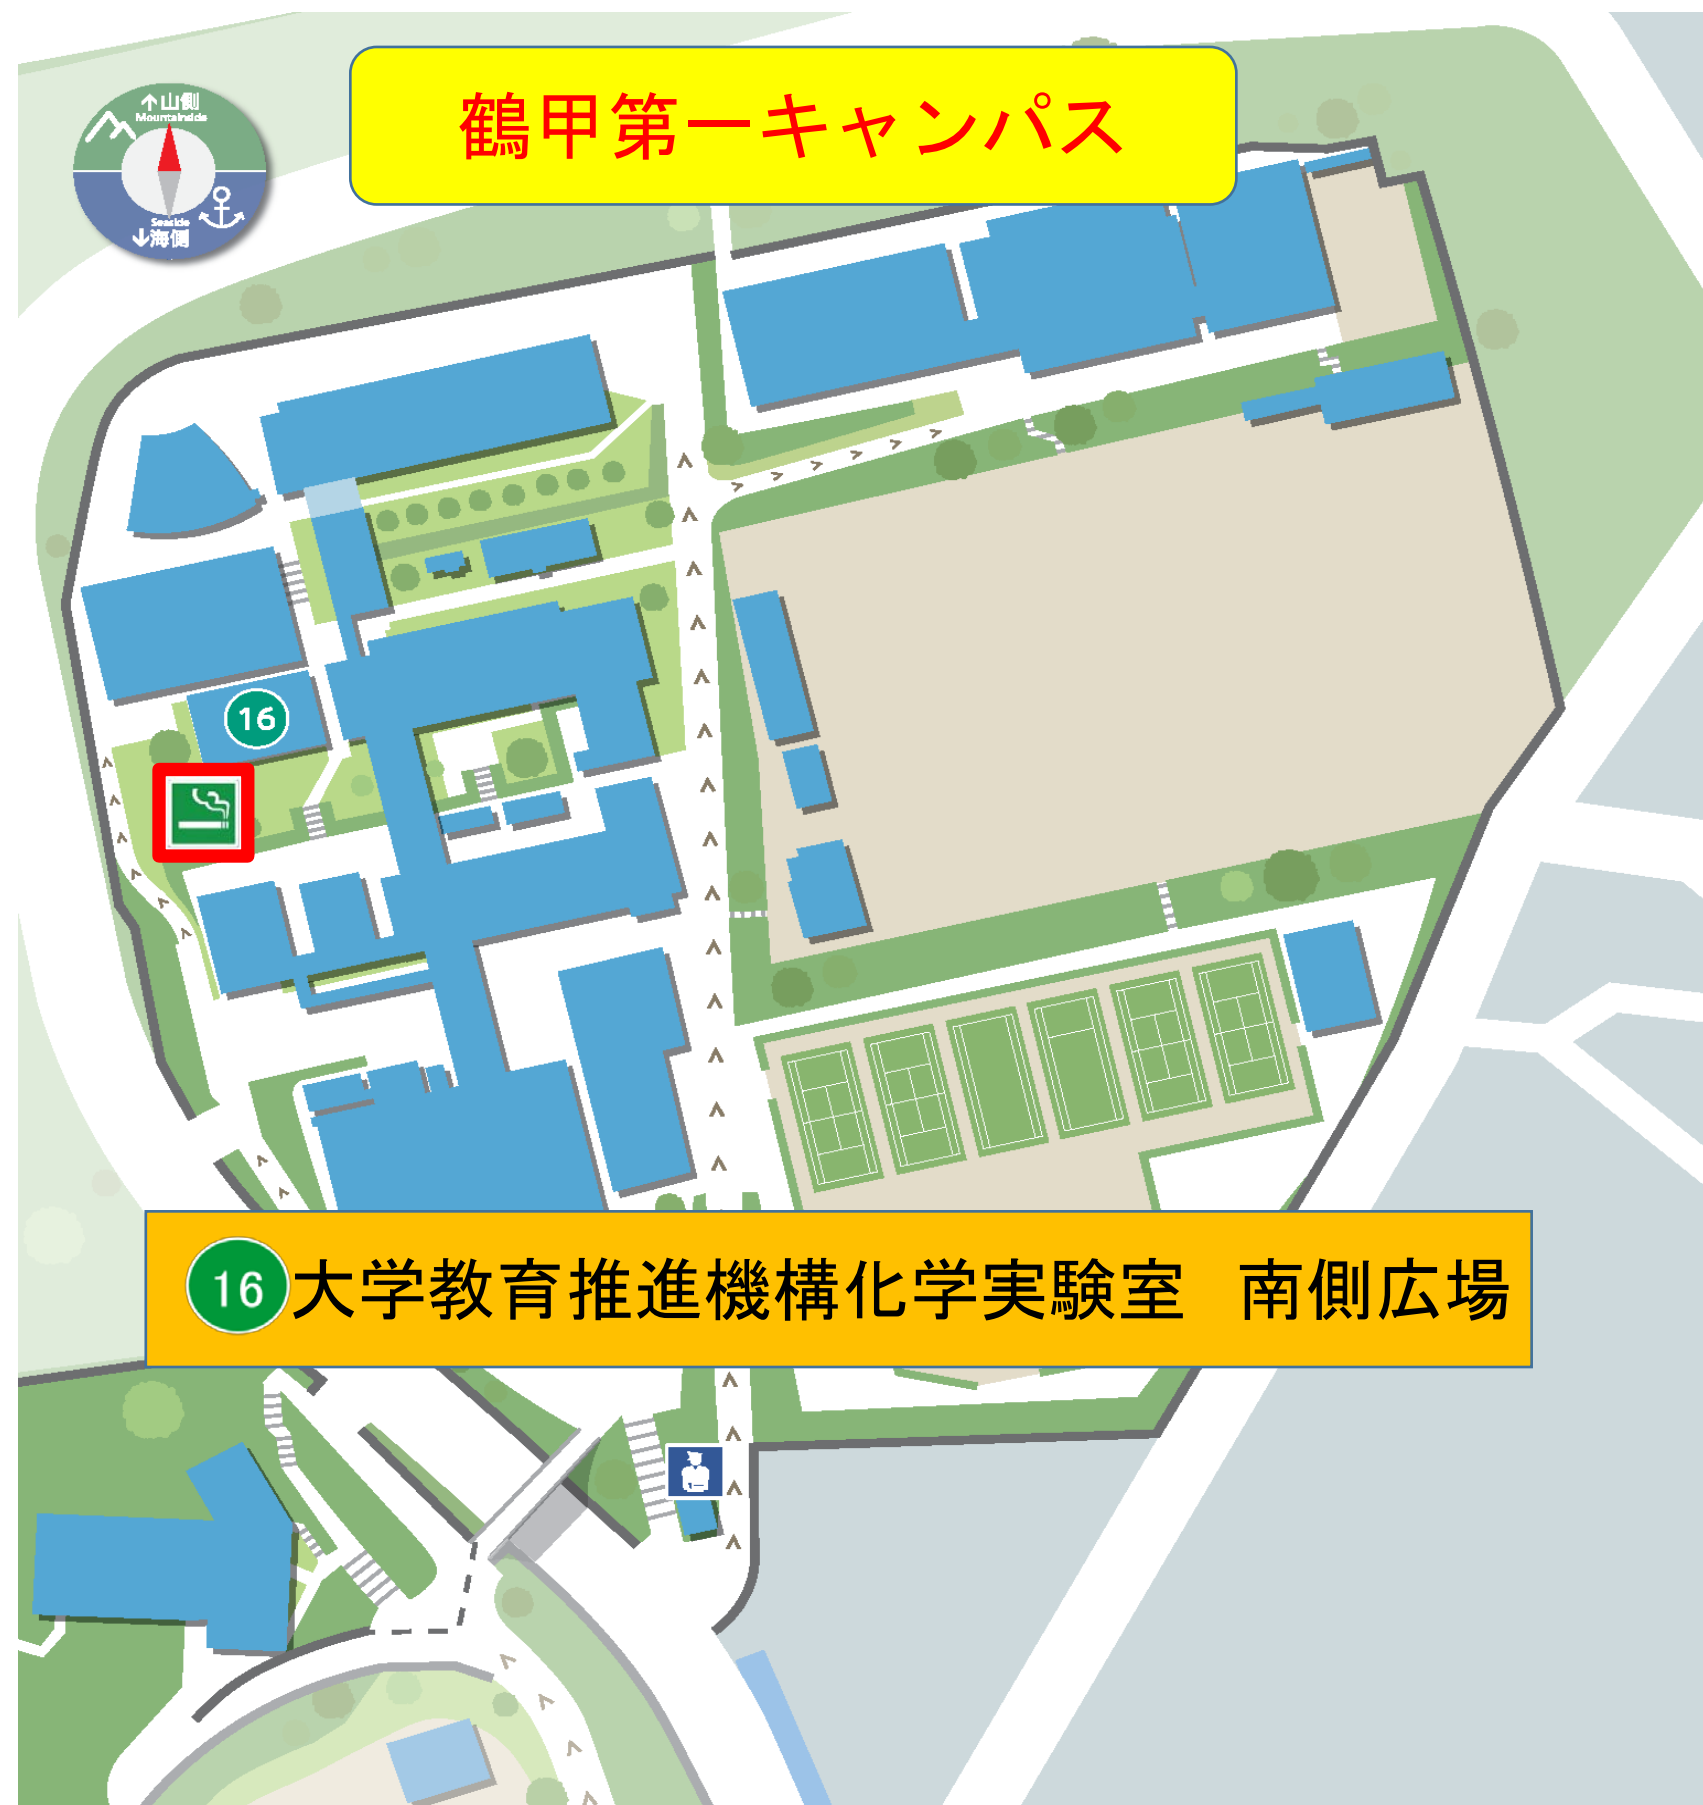 鶴甲第一キャンパス
↑山側
Mountainside
Seaside
↓海側
16
16 大学教育推進機構化学実験室　南側広場